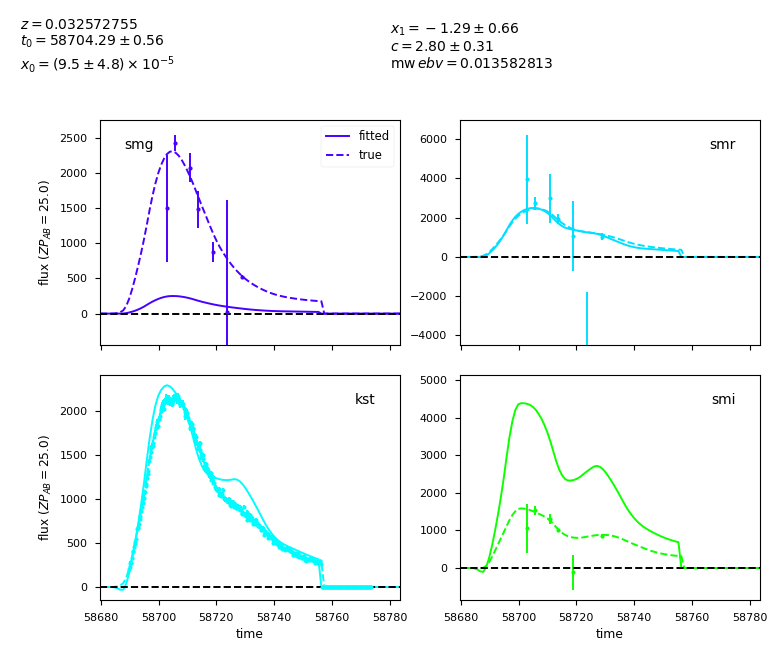 z = 0.032572755
t₀ = 58704.29 ± 0.56
x₀ = (9.5 ± 4.8) × 10⁻⁵
x₁ = −1.29 ± 0.66
c = 2.80 ± 0.31
mw ebv = 0.013582813
smg
fitted
true
2500
2000
1500
1000
500
0
flux (ZP_AB = 25.0)
smr
6000
4000
2000
0
−2000
−4000
kst
2000
1500
1000
500
0
flux (ZP_AB = 25.0)
58680 58700 58720 58740 58760 58780
time
smi
5000
4000
3000
2000
1000
0
58680 58700 58720 58740 58760 58780
time